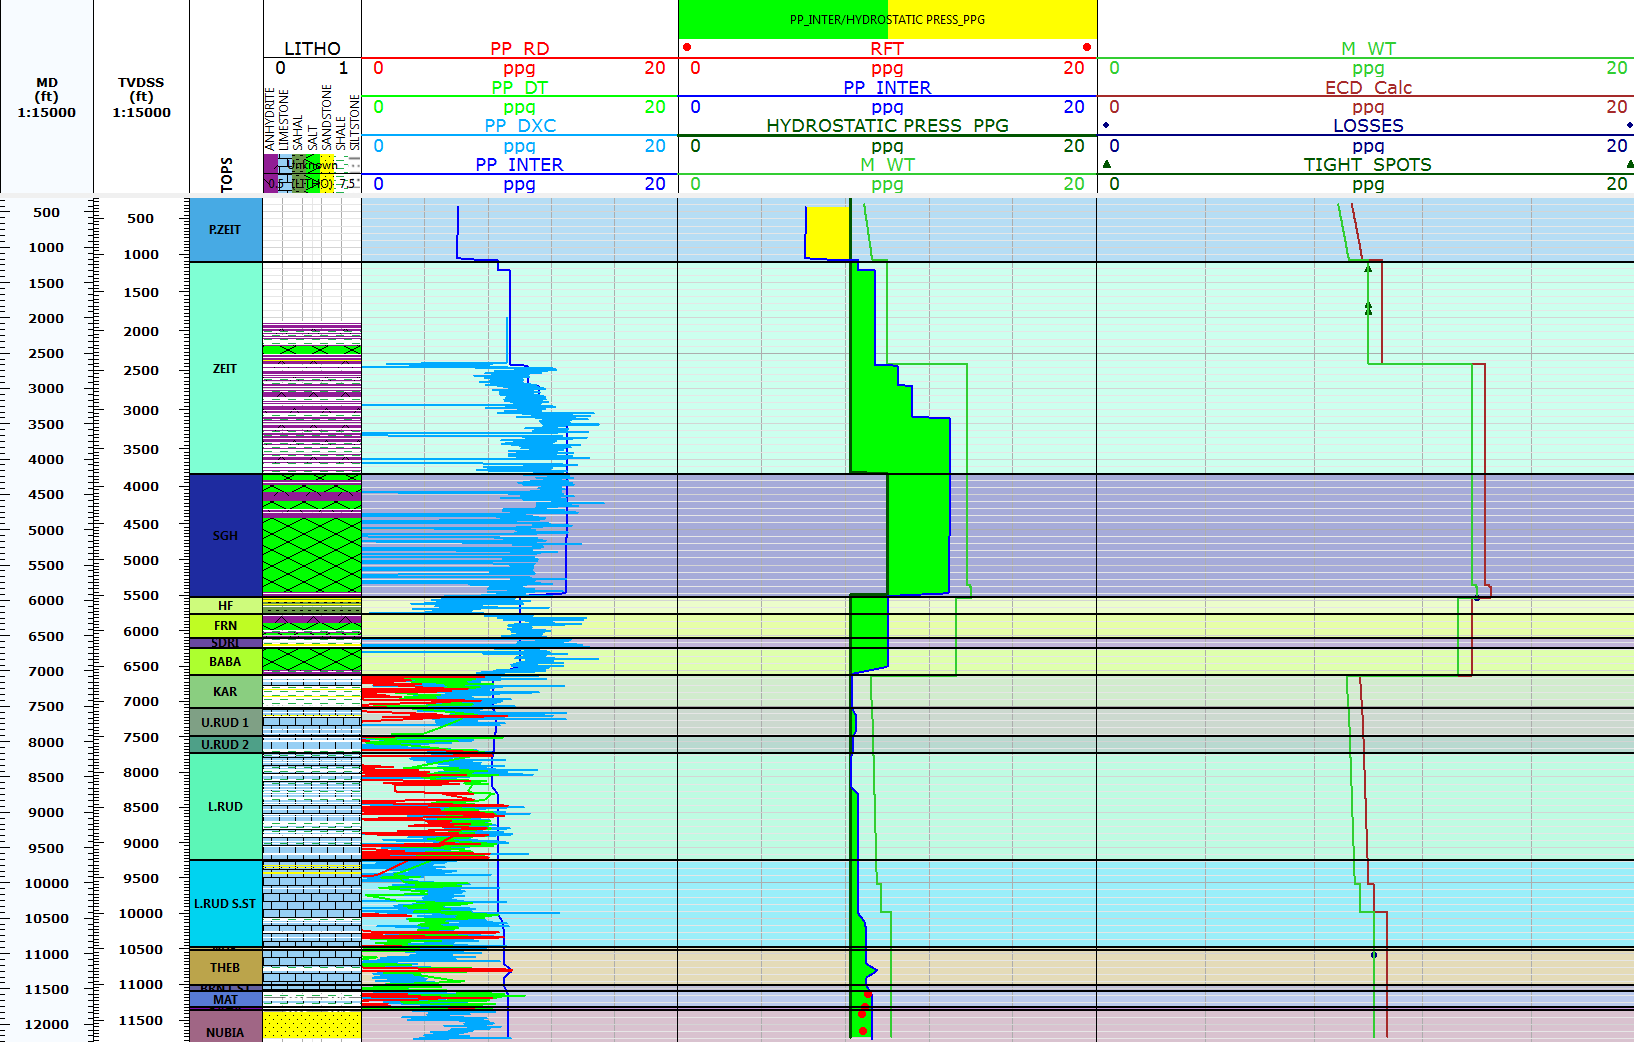 PP_INTER/HYDROSTATIC PRESS_PPG
MD
(ft)
1:15000
TVDSS
(ft)
1:15000
TOPS
LITHO
0 1
ANHYDRITE
LIMESTONE
SAHAL
SALT
SANDSTONE
SHALE
SILTSTONE
Unknown
0.5 (LITHO) 7.5
PP_RD
0 ppg 20
PP_DT
0 ppg 20
PP_DXC
0 ppg 20
PP_INTER
0 ppg 20
RFT
0 ppg 20
PP_INTER
0 ppg 20
HYDROSTATIC PRESS_PPG
0 ppg 20
M_WT
0 ppg 20
M_WT
0 ppg 20
ECD_Calc
0 ppg 20
LOSSES
0 ppg 20
TIGHT_SPOTS
0 ppg 20
500
1000
1500
2000
2500
3000
3500
4000
4500
5000
5500
6000
6500
7000
7500
8000
8500
9000
9500
10000
10500
11000
11500
12000
500
1000
1500
2000
2500
3000
3500
4000
4500
5000
5500
6000
6500
7000
7500
8000
8500
9000
9500
10000
10500
11000
11500
P.ZEIT
ZEIT
SGH
HF
FRN
SDRI
BABA
KAR
U.RUD 1
U.RUD 2
L.RUD
L.RUD S.ST
THEB
MAT
NUBIA